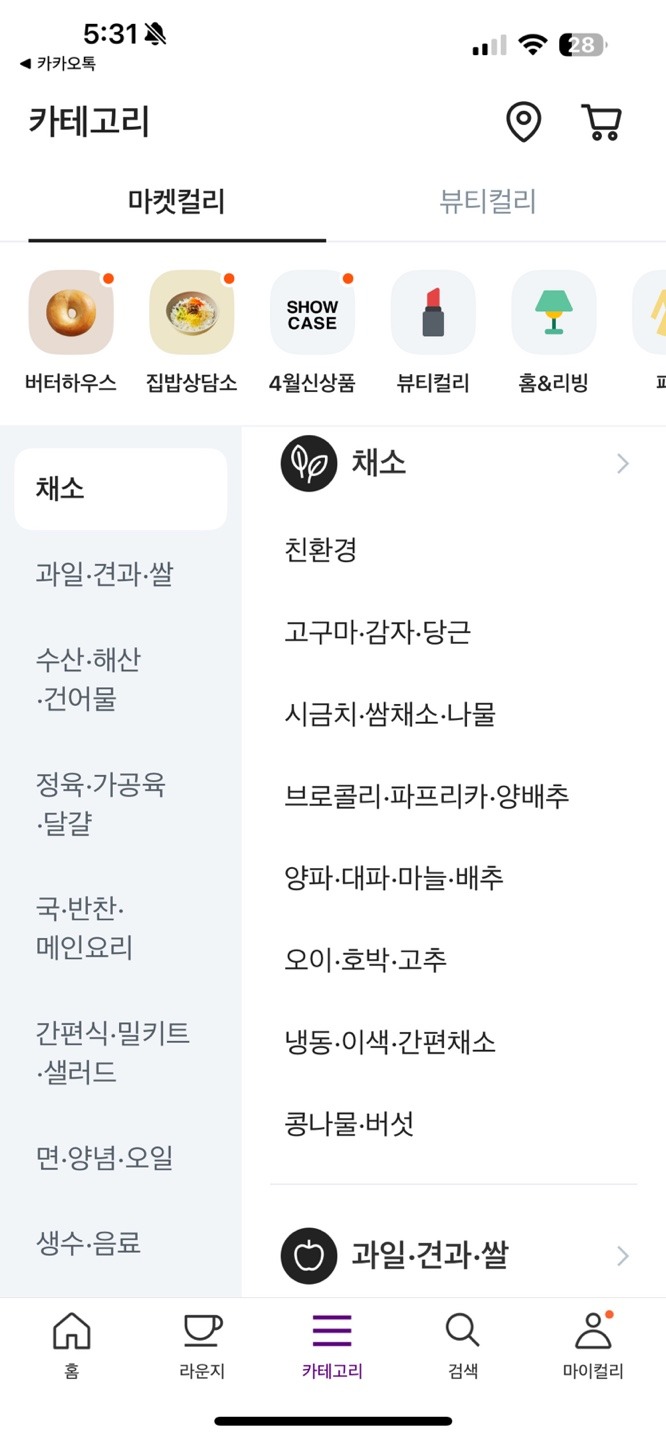 5:31
◀ 카카오톡
28
카테고리
마켓컬리
뷰티컬리
SHOW
CASE
버터하우스
집밥상담소
4월신상품
뷰티컬리
홈&리빙
채소
과일·견과·쌀
수산·해산
·건어물
정육·가공육
·달걀
국·반찬·
메인요리
간편식·밀키트
·샐러드
면·양념·오일
생수·음료
채소
친환경
고구마·감자·당근
시금치·쌈채소·나물
브로콜리·파프리카·양배추
양파·대파·마늘·배추
오이·호박·고추
냉동·이색·간편채소
콩나물·버섯
과일·견과·쌀
홈
라운지
카테고리
검색
마이컬리